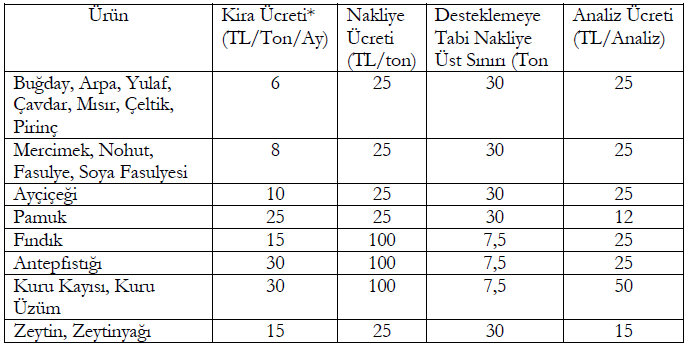 Ürün Kira Ücreti* Nakliye Desteklemeye Analiz Ücreti
(TL/Ton/Ay) Ücreti Tabi Nakliye (TL/Analiz)
(TL/ton) Üst Sınırı (Ton
Buğday, Arpa, Yulaf, 6 25 30 25
Çavdar, Mısır, Çeltik,
Pirinç
Mercimek, Nohut, 8 25 30 25
Fasulye, Soya Fasulyesi
Ayçiçeği 10 25 30 25
Pamuk 25 25 30 12
Fındık 15 100 7,5 25
Antepfıstığı 30 100 7,5 25
Kuru Kayısı, Kuru 30 100 7,5 50
Üzüm
Zeytin, Zeytinyağı 15 25 30 15